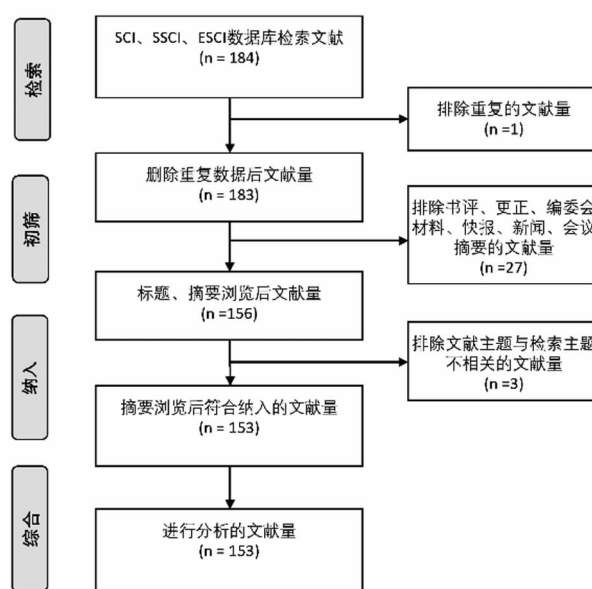 SCI、SSCI、ESCI数据库检索文献
(n = 184)
检索
排除重复的文献量
(n =1)
删除重复数据后文献量
(n = 183)
初筛
排除书评、更正、编委会
材料、快报、新闻、会议
摘要的文献量
(n =27)
标题、摘要浏览后文献量
(n =156)
纳入
排除文献主题与检索主题
不相关的文献量
(n =3)
摘要浏览后符合纳入的文献量
(n = 153)
综合
进行分析的文献量
(n = 153)